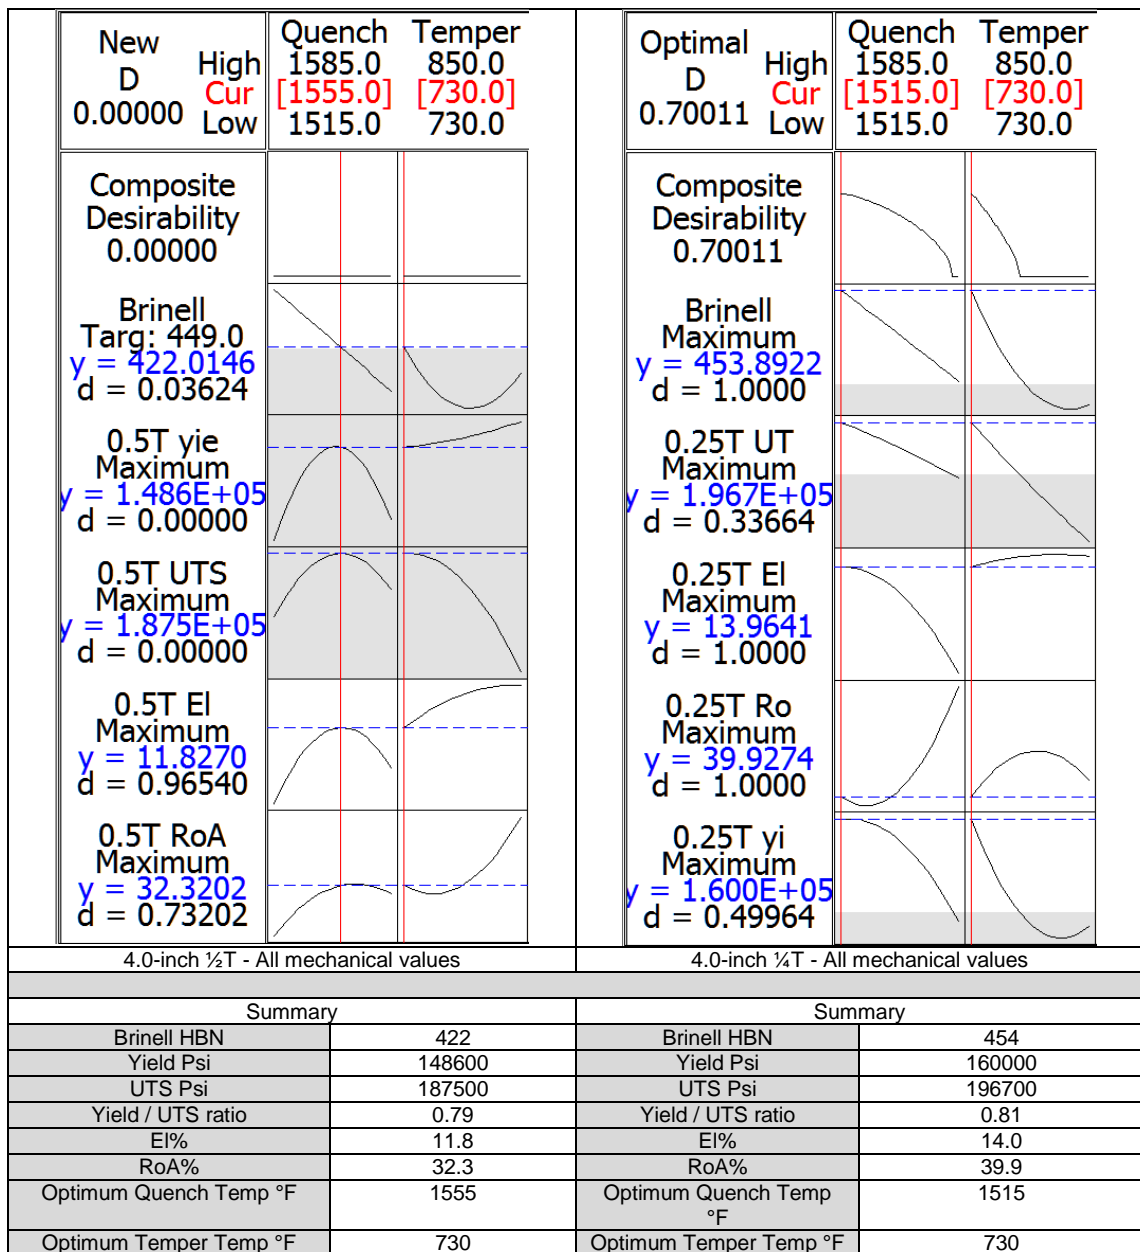 New
D
0.00000
High
Cur
Low
Quench
1585.0
[1555.0]
1515.0
Temper
850.0
[730.0]
730.0
Composite
Desirability
0.00000
Brinell
Targ: 449.0
y = 422.0146
d = 0.03624
0.5T yie
Maximum
y = 1.486E+05
d = 0.00000
0.5T UTS
Maximum
y = 1.875E+05
d = 0.00000
0.5T El
Maximum
y = 11.8270
d = 0.96540
0.5T RoA
Maximum
y = 32.3202
d = 0.73202
Optimal
D
0.70011
High
Cur
Low
Quench
1585.0
[1515.0]
1515.0
Temper
850.0
[730.0]
730.0
Composite
Desirability
0.70011
Brinell
Maximum
y = 453.8922
d = 1.0000
0.25T UT
Maximum
y = 1.967E+05
d = 0.33664
0.25T El
Maximum
y = 13.9641
d = 1.0000
0.25T Ro
Maximum
y = 39.9274
d = 1.0000
0.25T yi
Maximum
y = 1.600E+05
d = 0.49964
4.0-inch ½T - All mechanical values
4.0-inch ¼T - All mechanical values
Summary
Summary
Brinell HBN 422 Brinell HBN 454
Yield Psi 148600 Yield Psi 160000
UTS Psi 187500 UTS Psi 196700
Yield / UTS ratio 0.79 Yield / UTS ratio 0.81
El% 11.8 El% 14.0
RoA% 32.3 RoA% 39.9
Optimum Quench Temp °F 1555 Optimum Quench Temp 1515
°F
Optimum Temper Temp °F 730 Optimum Temper Temp °F 730